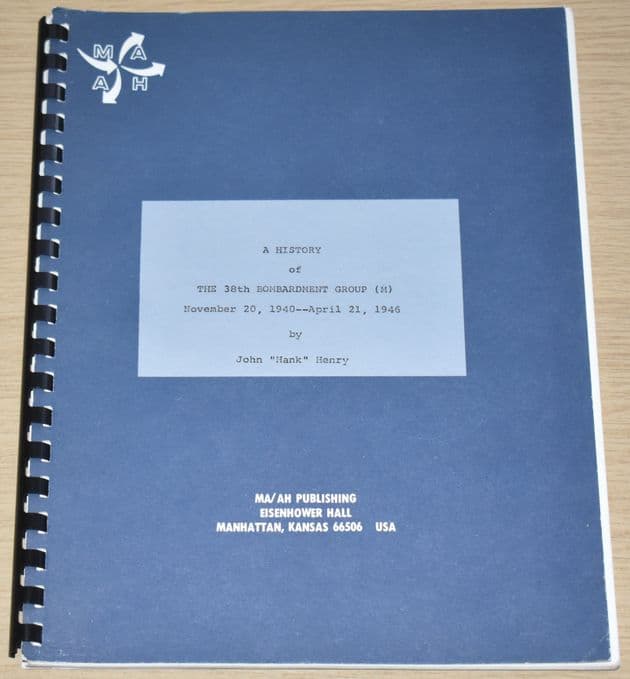 M A
A H
A HISTORY
of
THE 38th BOMBARDMENT GROUP (M)
November 20, 1940--April 21, 1946
by
John "Hank" Henry
MA/AH PUBLISHING
EISENHOWER HALL
MANHATTAN, KANSAS 66506 USA